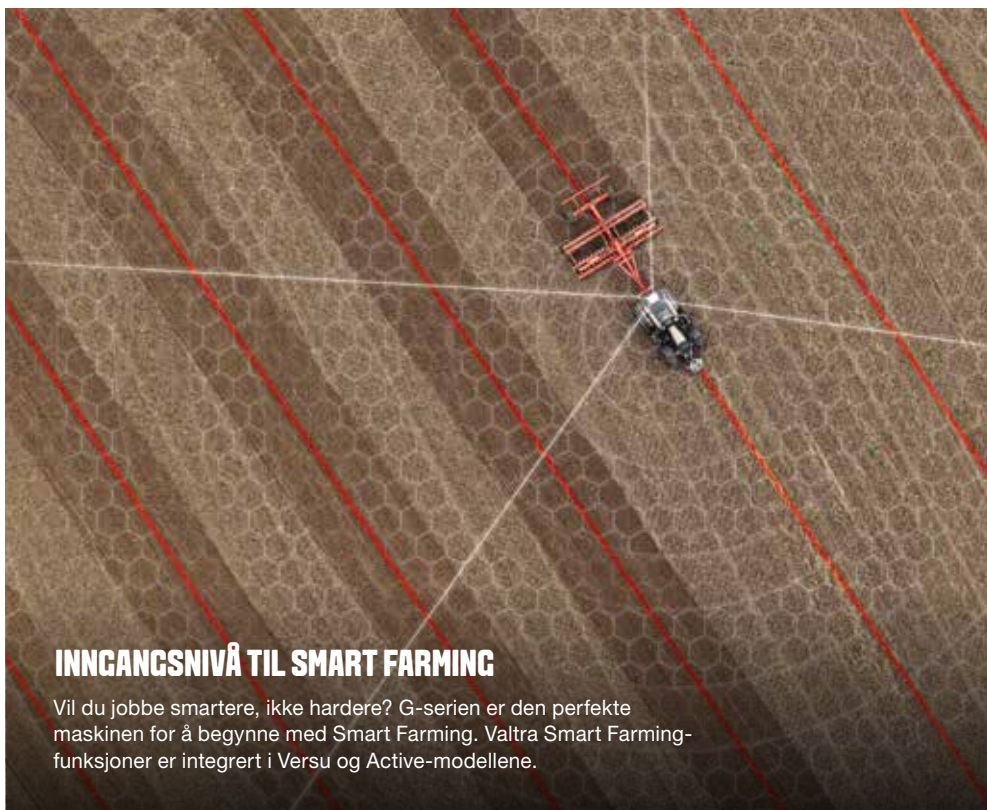 INNGANGSNIVÅ TIL SMART FARMING
Vil du jobbe smartere, ikke hardere? G-serien er den perfekte
maskinen for å begynne med Smart Farming. Valtra Smart Farming-
funksjoner er integrert i Versu og Active-modellene.